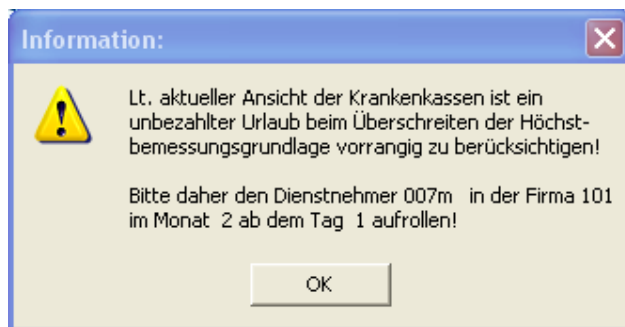 Information:
Lt. aktueller Ansicht der Krankenkassen ist ein
unbezahlter Urlaub beim Überschreiten der Höchst-
bemessungsgrundlage vorrangig zu berücksichtigen!
Bitte daher den Dienstnehmer 007m in der Firma 101
im Monat 2 ab dem Tag 1 aufrollen!
OK